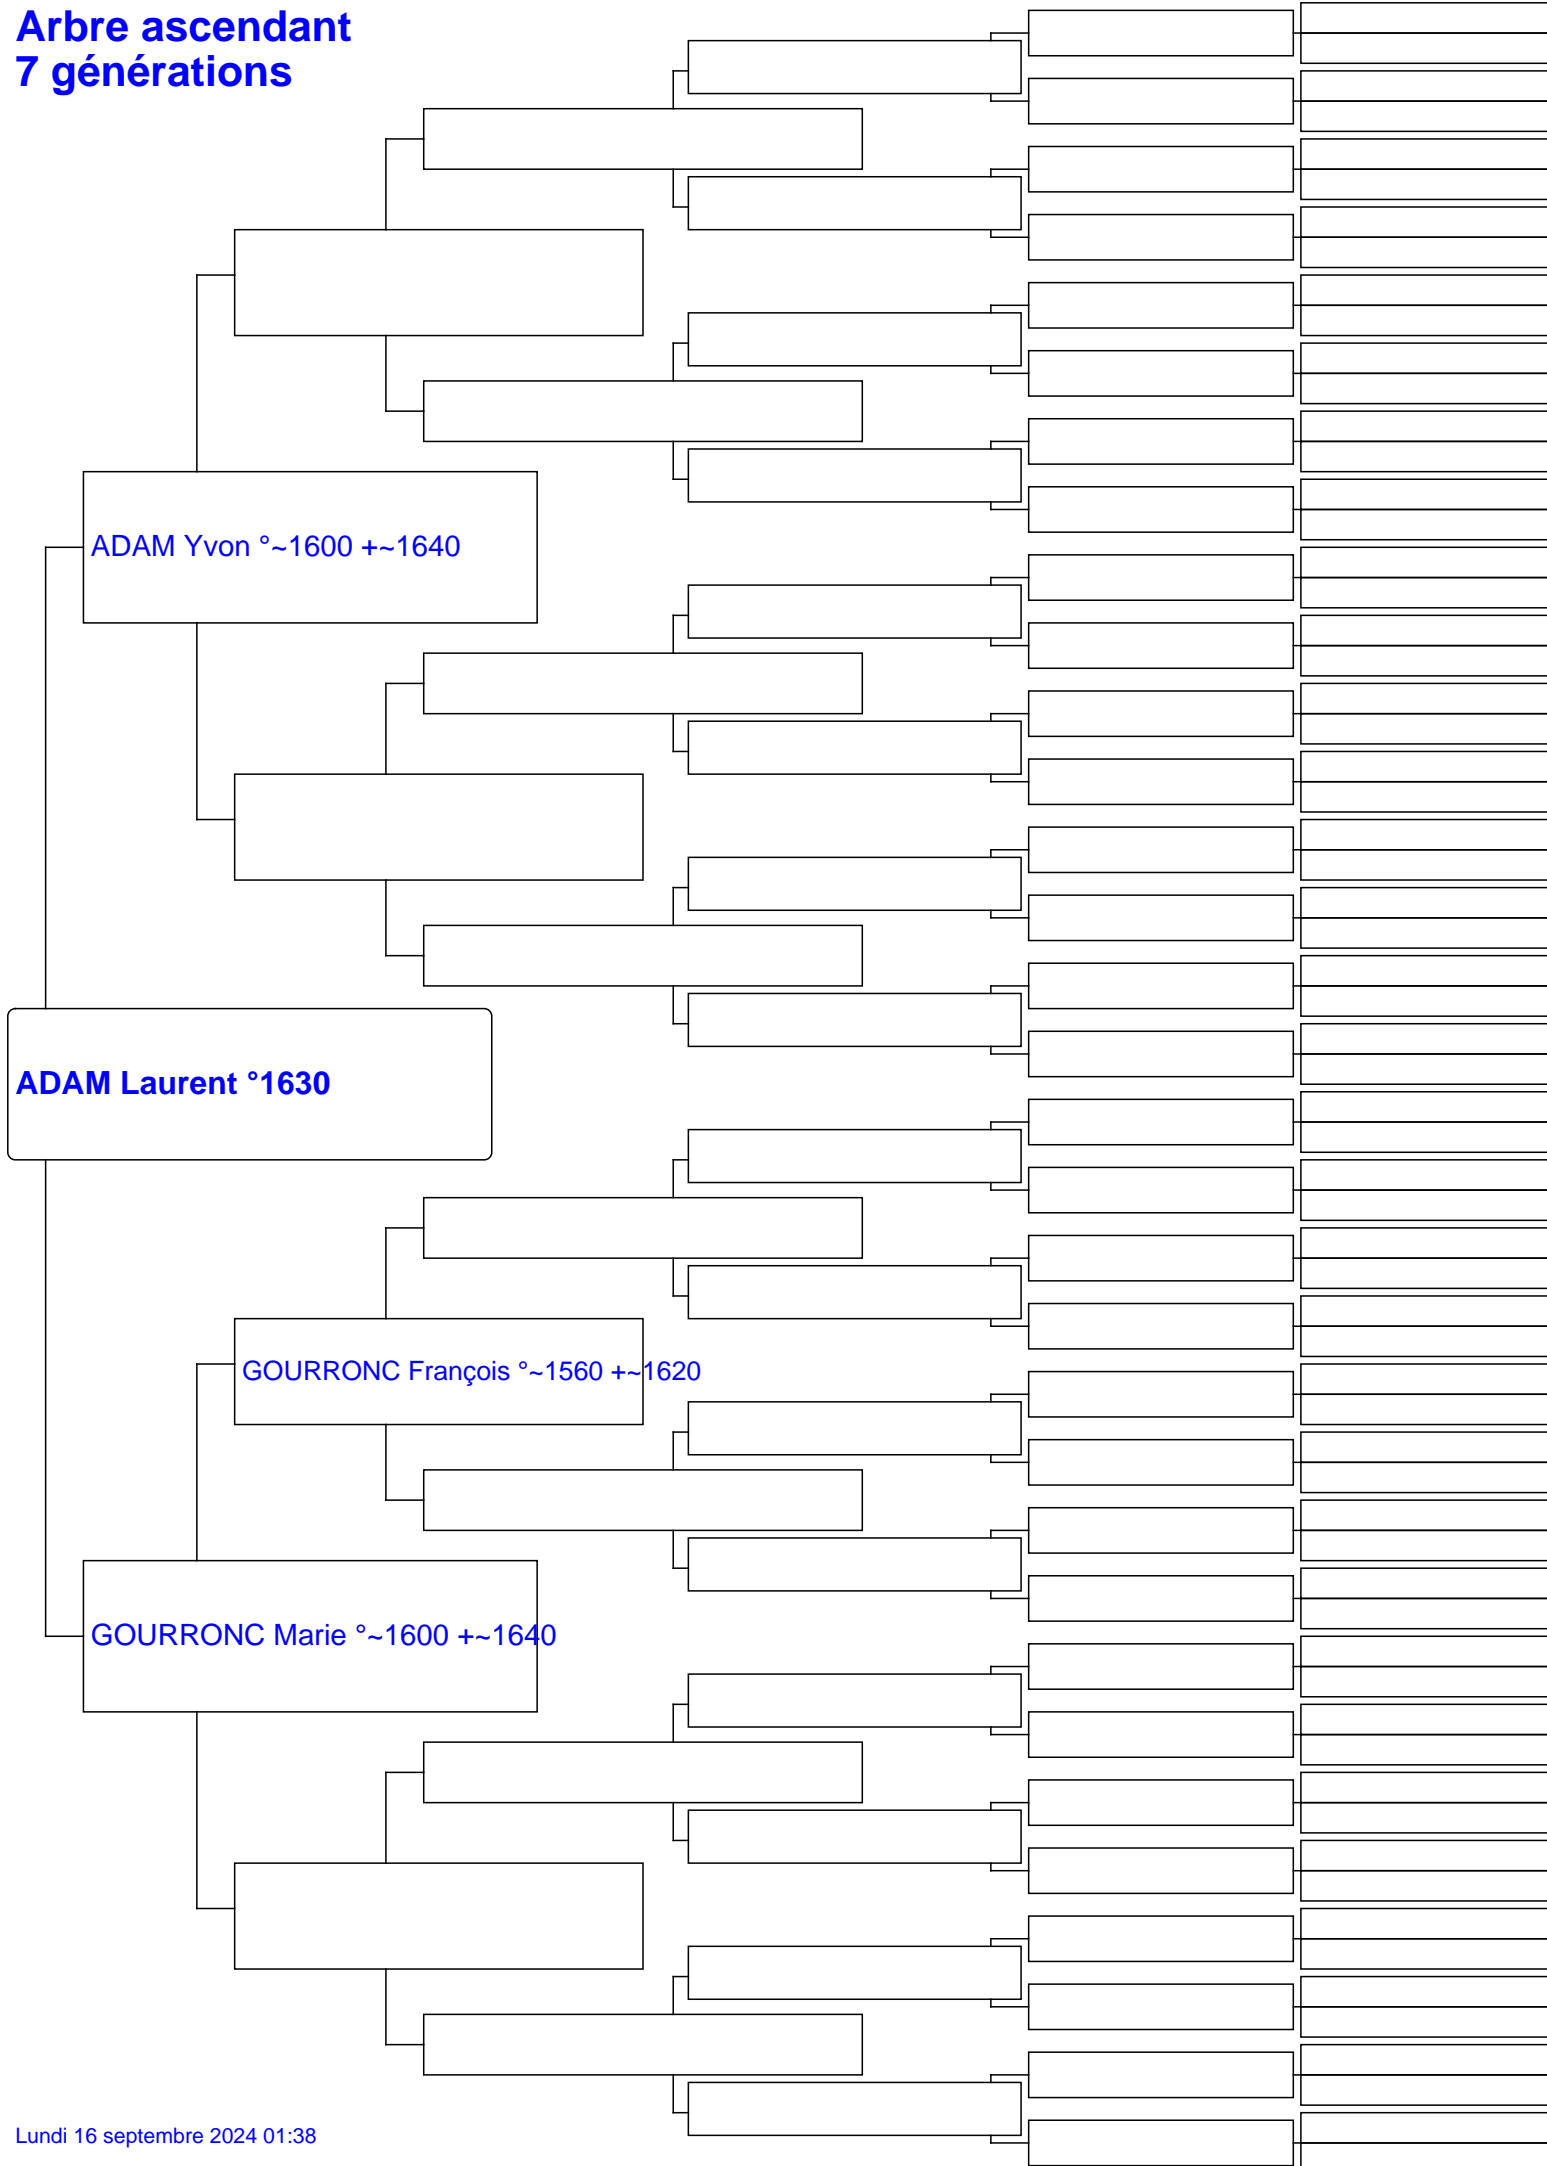 Arbre ascendant
7 générations
ADAM Yvon °~1600 +~1640
ADAM Laurent °1630
GOURRONC François °~1560 +~1620
GOURRONC Marie °~1600 +~1640
Lundi 16 septembre 2024 01:38